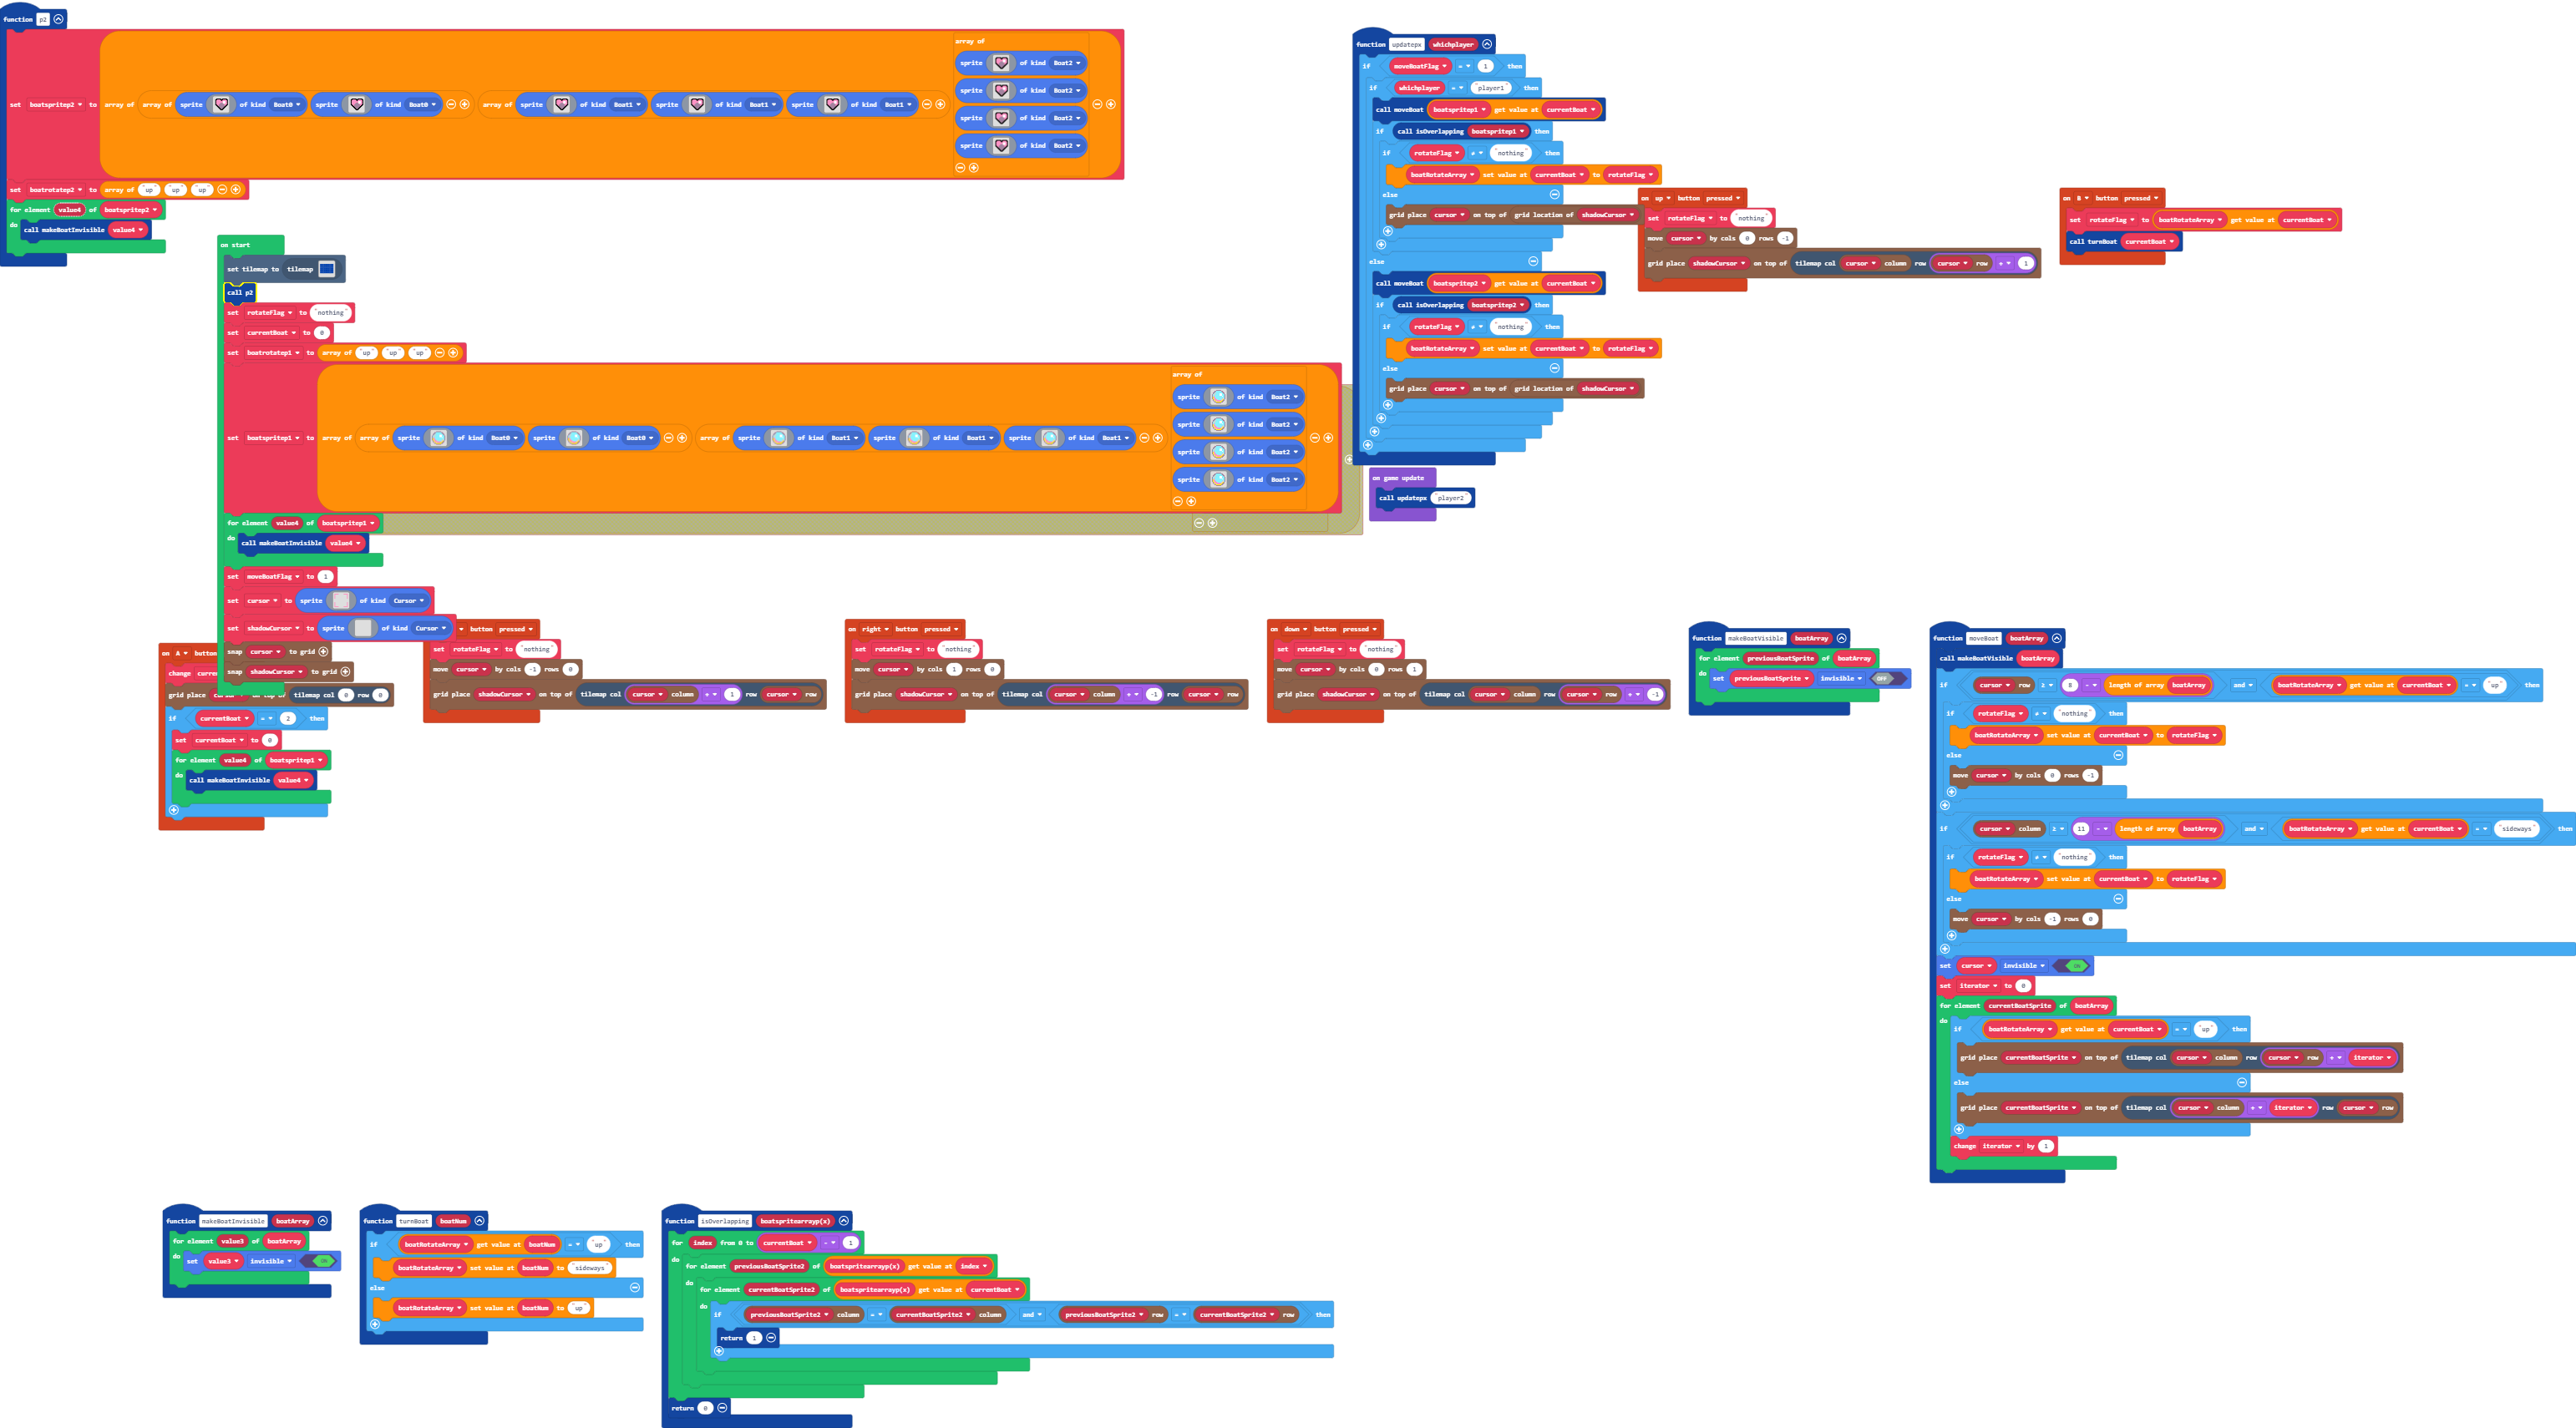 function p2
set boatspritep2 to array of array of sprite of kind Boat0 sprite of kind Boat0 array of sprite of kind Boat1 sprite of kind Boat1 sprite of kind Boat1 array of
sprite of kind Boat2
sprite of kind Boat2
sprite of kind Boat2
sprite of kind Boat2
set boatrotatep2 to array of "up" "up" "up"
for element value4 of boatspritep2
do call makeBoatInvisible value4
on start
set tilemap to tilemap
call p2
set rotateFlag to "nothing"
set currentBoat to 0
set boatrotatep1 to array of "up" "up" "up"
set boatspritep1 to array of array of sprite of kind Boat0 sprite of kind Boat0 array of sprite of kind Boat1 sprite of kind Boat1 sprite of kind Boat1 array of
sprite of kind Boat2
sprite of kind Boat2
sprite of kind Boat2
sprite of kind Boat2
for element value4 of boatspritep1
do call makeBoatInvisible value4
set moveBoatFlag to 1
set cursor to sprite of kind Cursor
set shadowCursor to sprite of kind Cursor
snap cursor to grid
snap shadowCursor to grid
function updatepx whichplayer
if moveBoatFlag = 1 then
if whichplayer = "player1" then
call moveBoat boatspritep1 get value at currentBoat
if call isOverlapping boatspritep1 then
if rotateFlag ≠ "nothing" then
boatRotateArray set value at currentBoat to rotateFlag
else
grid place cursor on top of grid location of shadowCursor
else
call moveBoat boatspritep2 get value at currentBoat
if call isOverlapping boatspritep2 then
if rotateFlag ≠ "nothing" then
boatRotateArray set value at currentBoat to rotateFlag
else
grid place cursor on top of grid location of shadowCursor
on game update
call updatepx "player2"
on up button pressed
set rotateFlag to "nothing"
move cursor by cols 0 rows -1
grid place shadowCursor on top of tilemap col cursor column row cursor row + 1
on B button pressed
set rotateFlag to boatRotateArray get value at currentBoat
call turnBoat currentBoat
on A button
change curren
grid place on top of tilemap col 0 row 0
if currentBoat = 2 then
set currentBoat to 0
for element value4 of boatspritep1
do call makeBoatInvisible value4
button pressed
set rotateFlag to "nothing"
move cursor by cols -1 rows 0
grid place shadowCursor on top of tilemap col cursor column + 1 row cursor row
on right button pressed
set rotateFlag to "nothing"
move cursor by cols 1 rows 0
grid place shadowCursor on top of tilemap col cursor column + -1 row cursor row
on down button pressed
set rotateFlag to "nothing"
move cursor by cols 0 rows 1
grid place shadowCursor on top of tilemap col cursor column row cursor row + -1
function makeBoatVisible boatArray
for element previousBoatSprite of boatArray
do set previousBoatSprite invisible OFF
function moveBoat boatArray
call makeBoatVisible boatArray
if cursor row ≥ 8 - length of array boatArray and boatRotateArray get value at currentBoat = "up" then
if rotateFlag ≠ "nothing" then
boatRotateArray set value at currentBoat to rotateFlag
else
move cursor by cols 0 rows -1
if cursor column ≥ 11 - length of array boatArray and boatRotateArray get value at currentBoat = "sideways" then
if rotateFlag ≠ "nothing" then
boatRotateArray set value at currentBoat to rotateFlag
else
move cursor by cols -1 rows 0
set cursor invisible ON
set iterator to 0
for element currentBoatSprite of boatArray
do if boatRotateArray get value at currentBoat = "up" then
grid place currentBoatSprite on top of tilemap col cursor column row cursor row + iterator
else
grid place currentBoatSprite on top of tilemap col cursor column + iterator row cursor row
change iterator by 1
function makeBoatInvisible boatArray
for element value3 of boatArray
do set value3 invisible ON
function turnBoat boatNum
if boatRotateArray get value at boatNum = "up" then
boatRotateArray set value at boatNum to "sideways"
else
boatRotateArray set value at boatNum to "up"
function isOverlapping boatspritearrayp(x)
for index from 0 to currentBoat - 1
do for element previousBoatSprite2 of boatspritearrayp(x) get value at index
do for element currentBoatSprite2 of boatspritearrayp(x) get value at currentBoat
do if previousBoatSprite2 column = currentBoatSprite2 column and previousBoatSprite2 row = currentBoatSprite2 row then
return 1
return 0